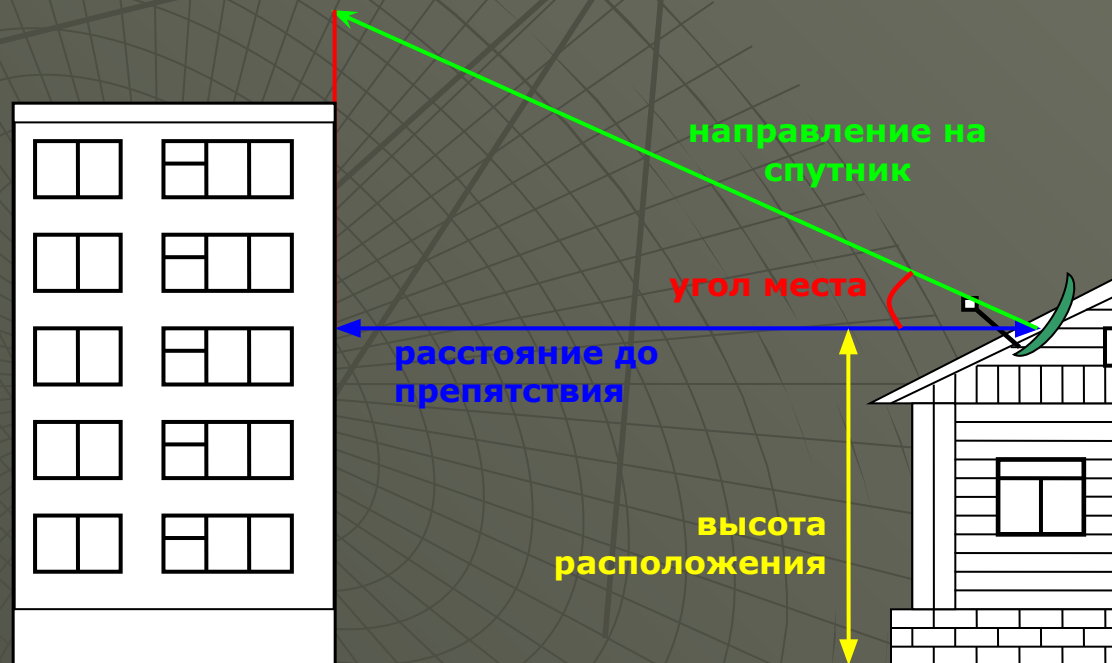 направление на
спутник
угол места
расстояние до
препятствия
высота
расположения